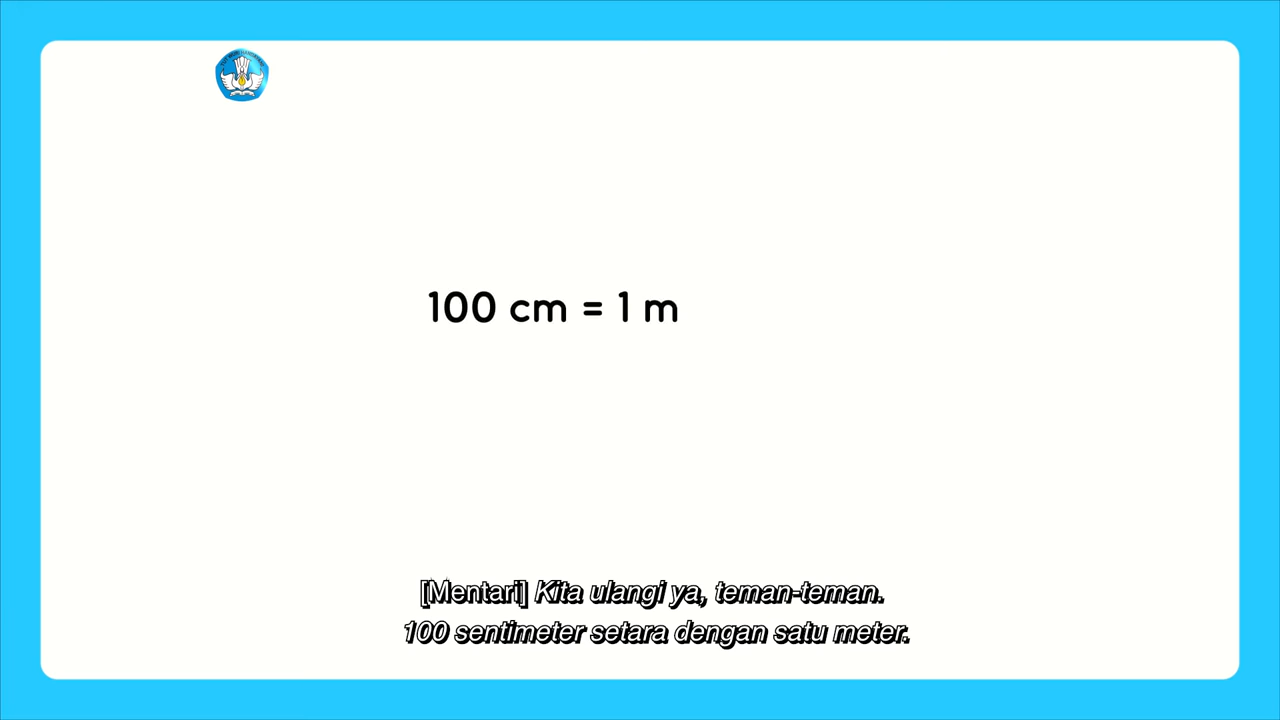 100 cm = 1 m
[Mentari] Kita ulangi ya, teman-teman.
100 sentimeter setara dengan satu meter.